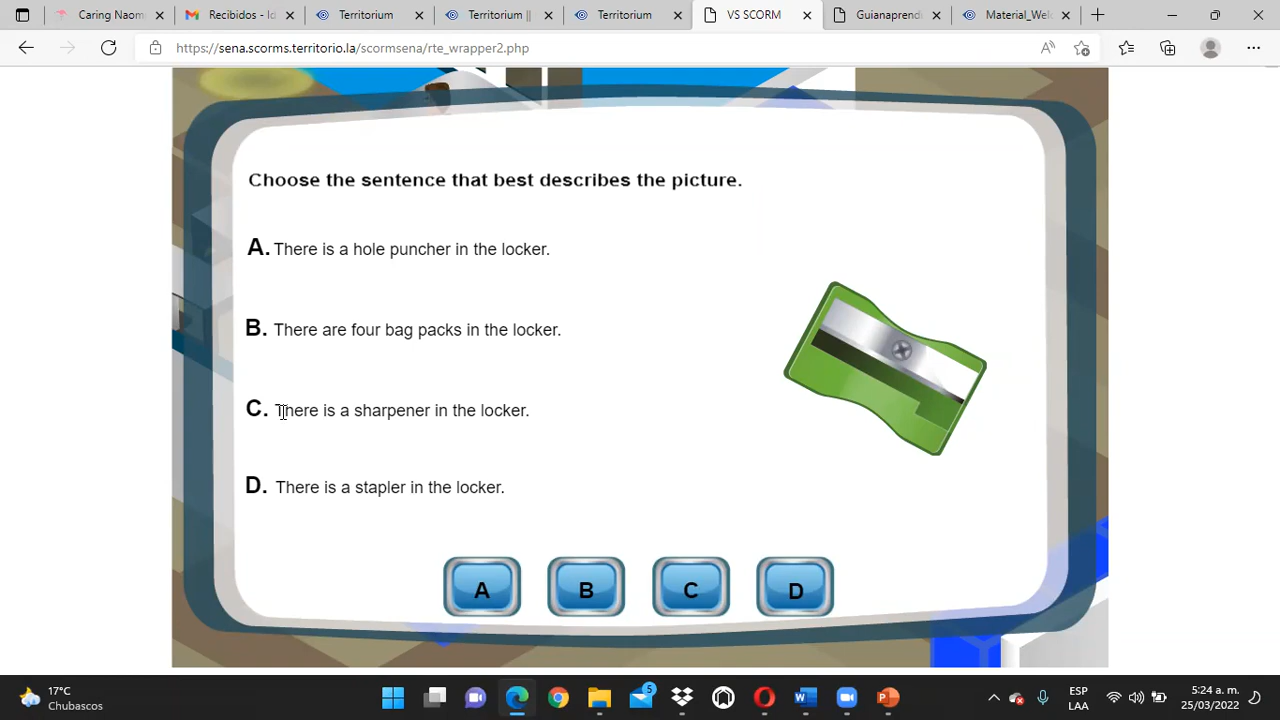 Caring Naom
Recibidos - Id
Territorium
Territorium ||
Territorium
VS SCORM
Guianaprend
Material_Wel
https://sena.scorms.territorio.la/scormsena/rte_wrapper2.php
Choose the sentence that best describes the picture.
A. There is a hole puncher in the locker.
B. There are four bag packs in the locker.
C. There is a sharpener in the locker.
D. There is a stapler in the locker.
A B C D
17°C
Chubascos
5
ESP
LAA
5:24 a. m.
25/03/2022